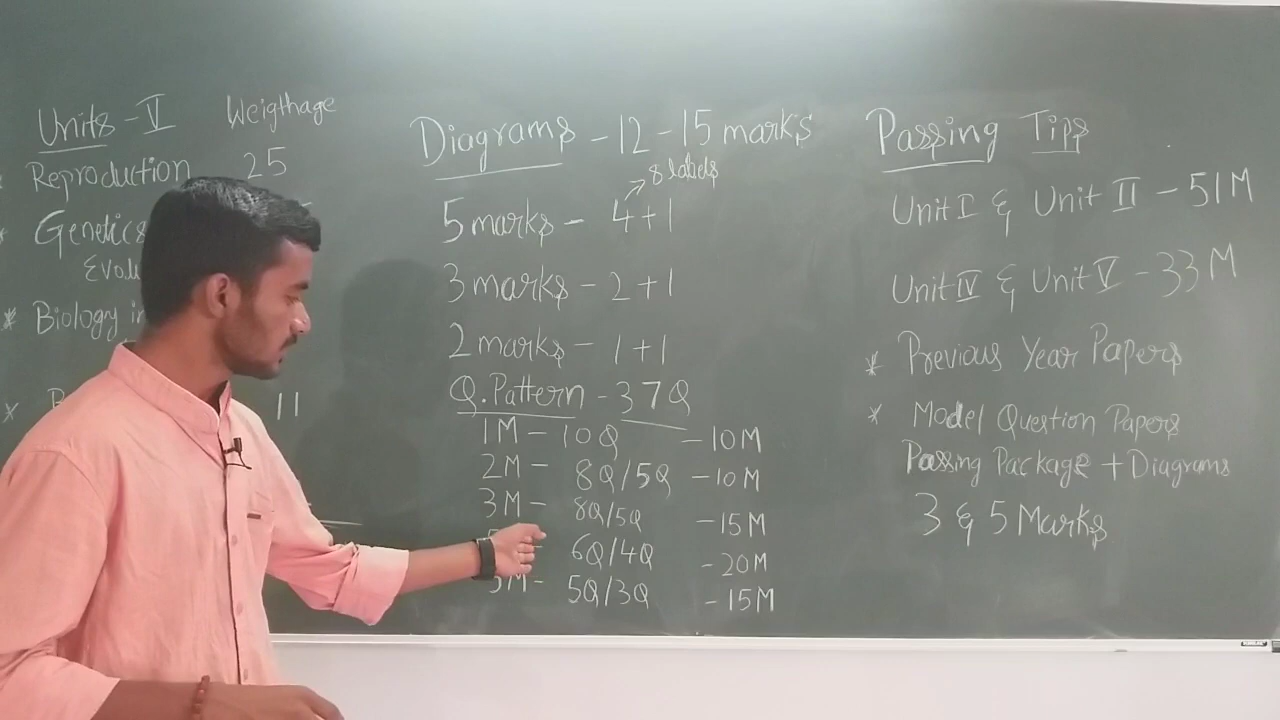 Units - V Weigthage
Reproduction 25
* Genetics
Evalu
* Biology in
* B 11
Diagrams - 12 - 15 marks
8 labels
5 marks - 4 + 1
3 marks - 2 + 1
2 marks - 1 + 1
Q. Pattern - 37Q
1M - 10Q - 10M
2M - 8Q/5Q - 10M
3M - 8Q/5Q - 15M
6Q/4Q - 20M
5M - 5Q/3Q - 15M
Passing Tips
Unit I & Unit II - 51M
Unit IV & Unit V - 33M
* Previous Year Papers
* Model Question Papers
Passing Package + Diagrams
3 & 5 Marks